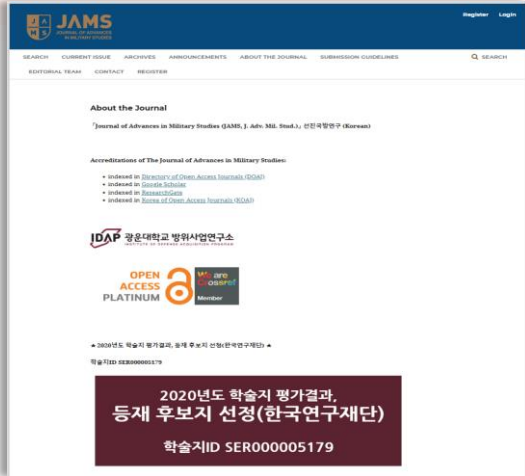 Register Login
JAMS
JOURNAL OF ADVANCES
IN MILITARY STUDIES
SEARCH CURRENT ISSUE ARCHIVES ANNOUNCEMENTS ABOUT THE JOURNAL SUBMISSION GUIDELINES SEARCH
EDITORIAL TEAM CONTACT REGISTER
About the Journal
『Journal of Advances in Military Studies (JAMS, J. Adv. Mil. Stud.)』 선진국방연구 (Korean)
Accreditations of The Journal of Advances in Military Studies:
indexed in Directory of Open Access Journals (DOAJ)
indexed in Google Scholar
indexed in ResearchGate
indexed in Korea of Open Access Journals (KOAJ)
IDAP 광운대학교 방위사업연구소
INSTITUTE OF DEFENSE ACQUISITION PROGRAM
OPEN
ACCESS
PLATINUM
We are
Crossref
Member
★ 2020년도 학술지 평가결과, 등재 후보지 선정(한국연구재단) ★
학술지ID SER000005179
2020년도 학술지 평가결과,
등재 후보지 선정(한국연구재단)
학술지ID SER000005179